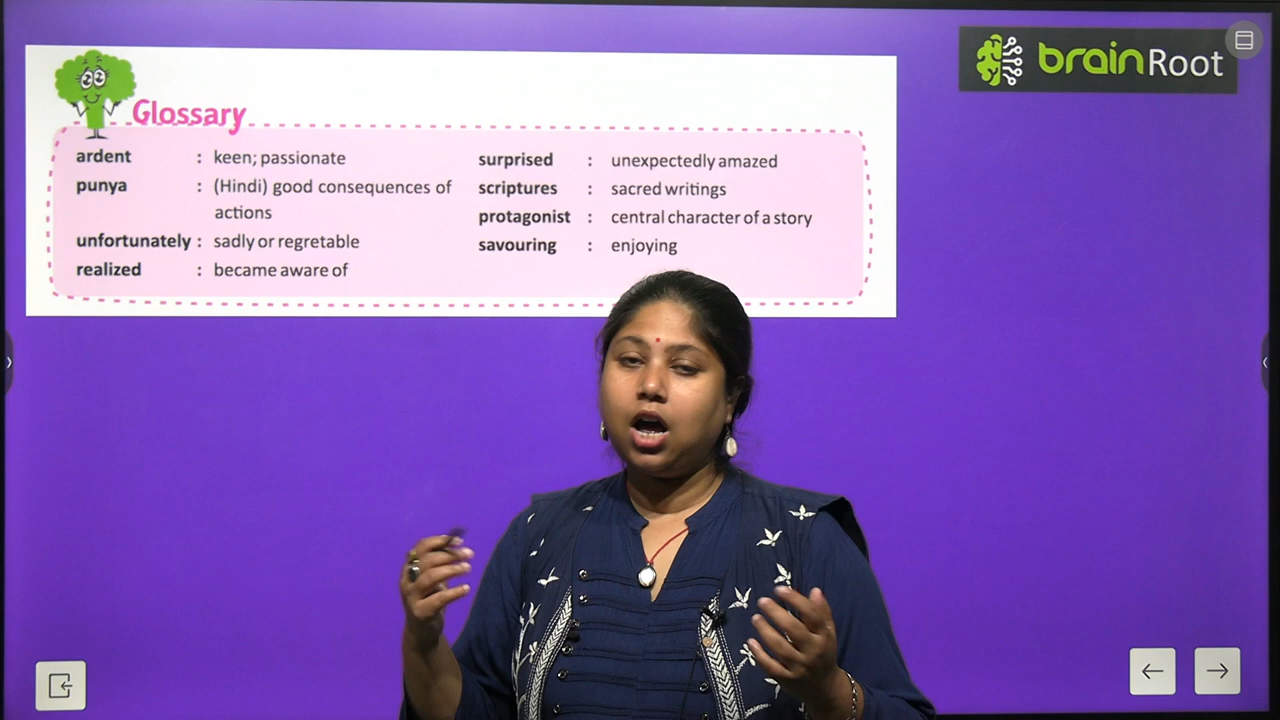 brainRoot
Glossary
ardent : keen; passionate
punya : (Hindi) good consequences of
actions
unfortunately : sadly or regretable
realized : became aware of
surprised : unexpectedly amazed
scriptures : sacred writings
protagonist : central character of a story
savouring : enjoying